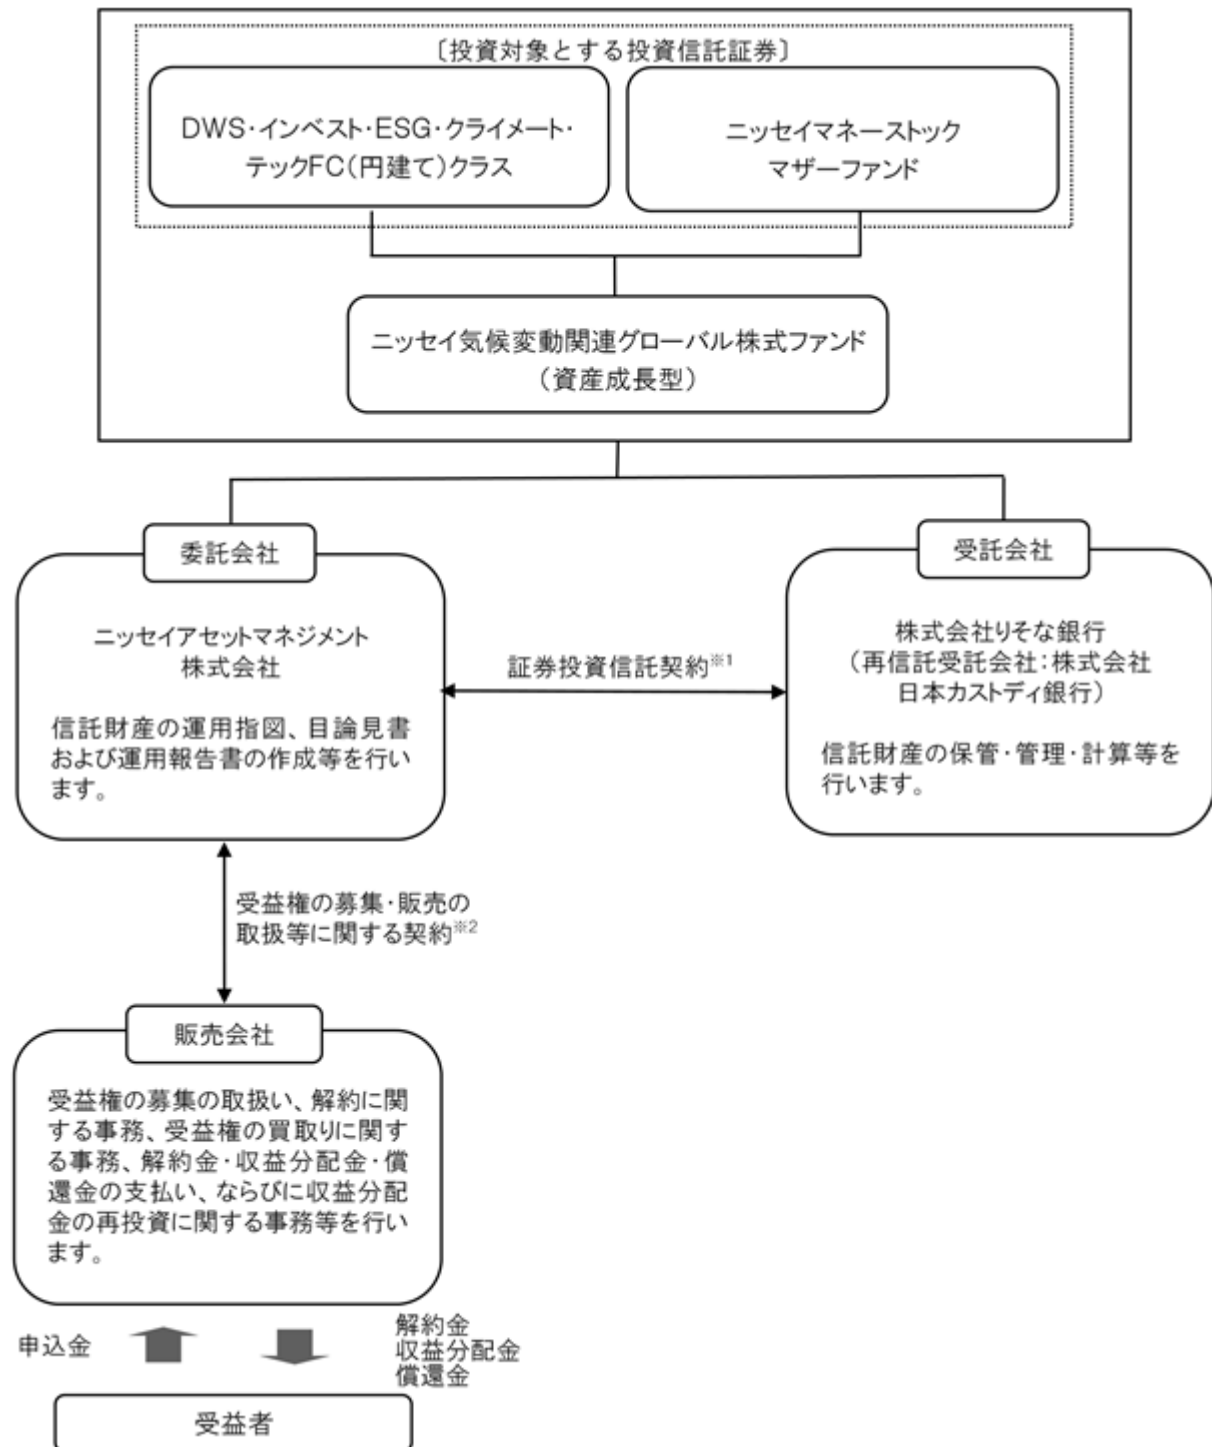 〔投資対象とする投資信託証券〕
DWS・インベスト・ESG・クライメート・
テックFC(円建て)クラス
ニッセイマネーストック
マザーファンド
ニッセイ気候変動関連グローバル株式ファンド
(資産成長型)
委託会社
ニッセイアセットマネジメント
株式会社
信託財産の運用指図、目論見書
および運用報告書の作成等を行い
ます。
証券投資信託契約※1
受託会社
株式会社りそな銀行
(再信託受託会社:株式会社
日本カストディ銀行)
信託財産の保管・管理・計算等を
行います。
受益権の募集・販売の
取扱等に関する契約※2
販売会社
受益権の募集の取扱い、解約に関
する事務、受益権の買取りに関す
る事務、解約金・収益分配金・償
還金の支払い、ならびに収益分配
金の再投資に関する事務等を行い
ます。
申込金
解約金
収益分配金
償還金
受益者